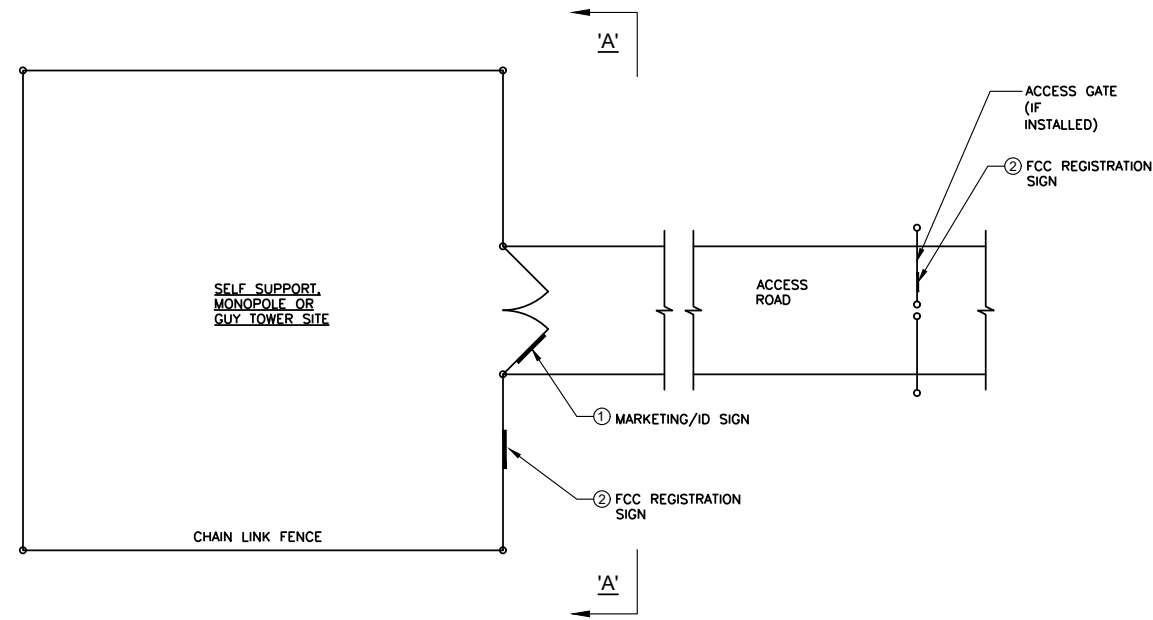 'A'
ACCESS GATE
(IF
INSTALLED)
② FCC REGISTRATION
SIGN
SELF SUPPORT,
MONOPOLE OR
GUY TOWER SITE
ACCESS
ROAD
① MARKETING/ID SIGN
② FCC REGISTRATION
SIGN
CHAIN LINK FENCE
'A'